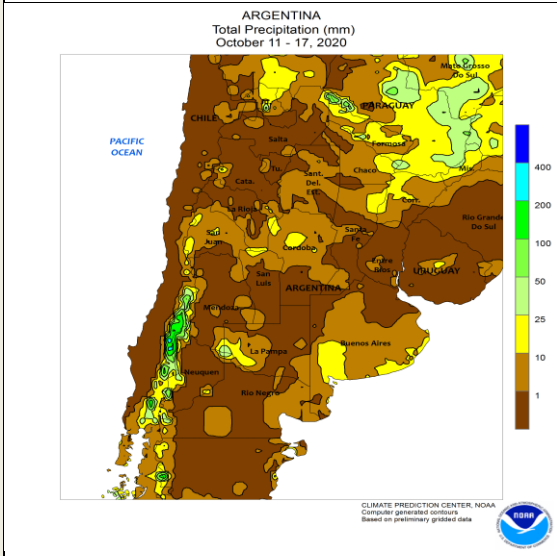 ARGENTINA
Total Precipitation (mm)
October 11 - 17, 2020
Mato Grosso
Do Sul
PARAGUAY
CHILE
PACIFIC
OCEAN
Salta
Formosa
Tu.
Sant.
Del.
Est.
Chaco
Mis.
Cata.
Corr.
La Rioja
Rio Grande
Do Sul
San
Juan
Santa
Fe
Cordoba
Entre
Rios
URUGUAY
San
Luis
ARGENTINA
Mendoza
Buenos Aires
La Pampa
Neuquen
Rio Negro
400
200
100
50
25
10
1
CLIMATE PREDICTION CENTER, NOAA
Computer generated contours
Based on preliminary gridded data
NOAA